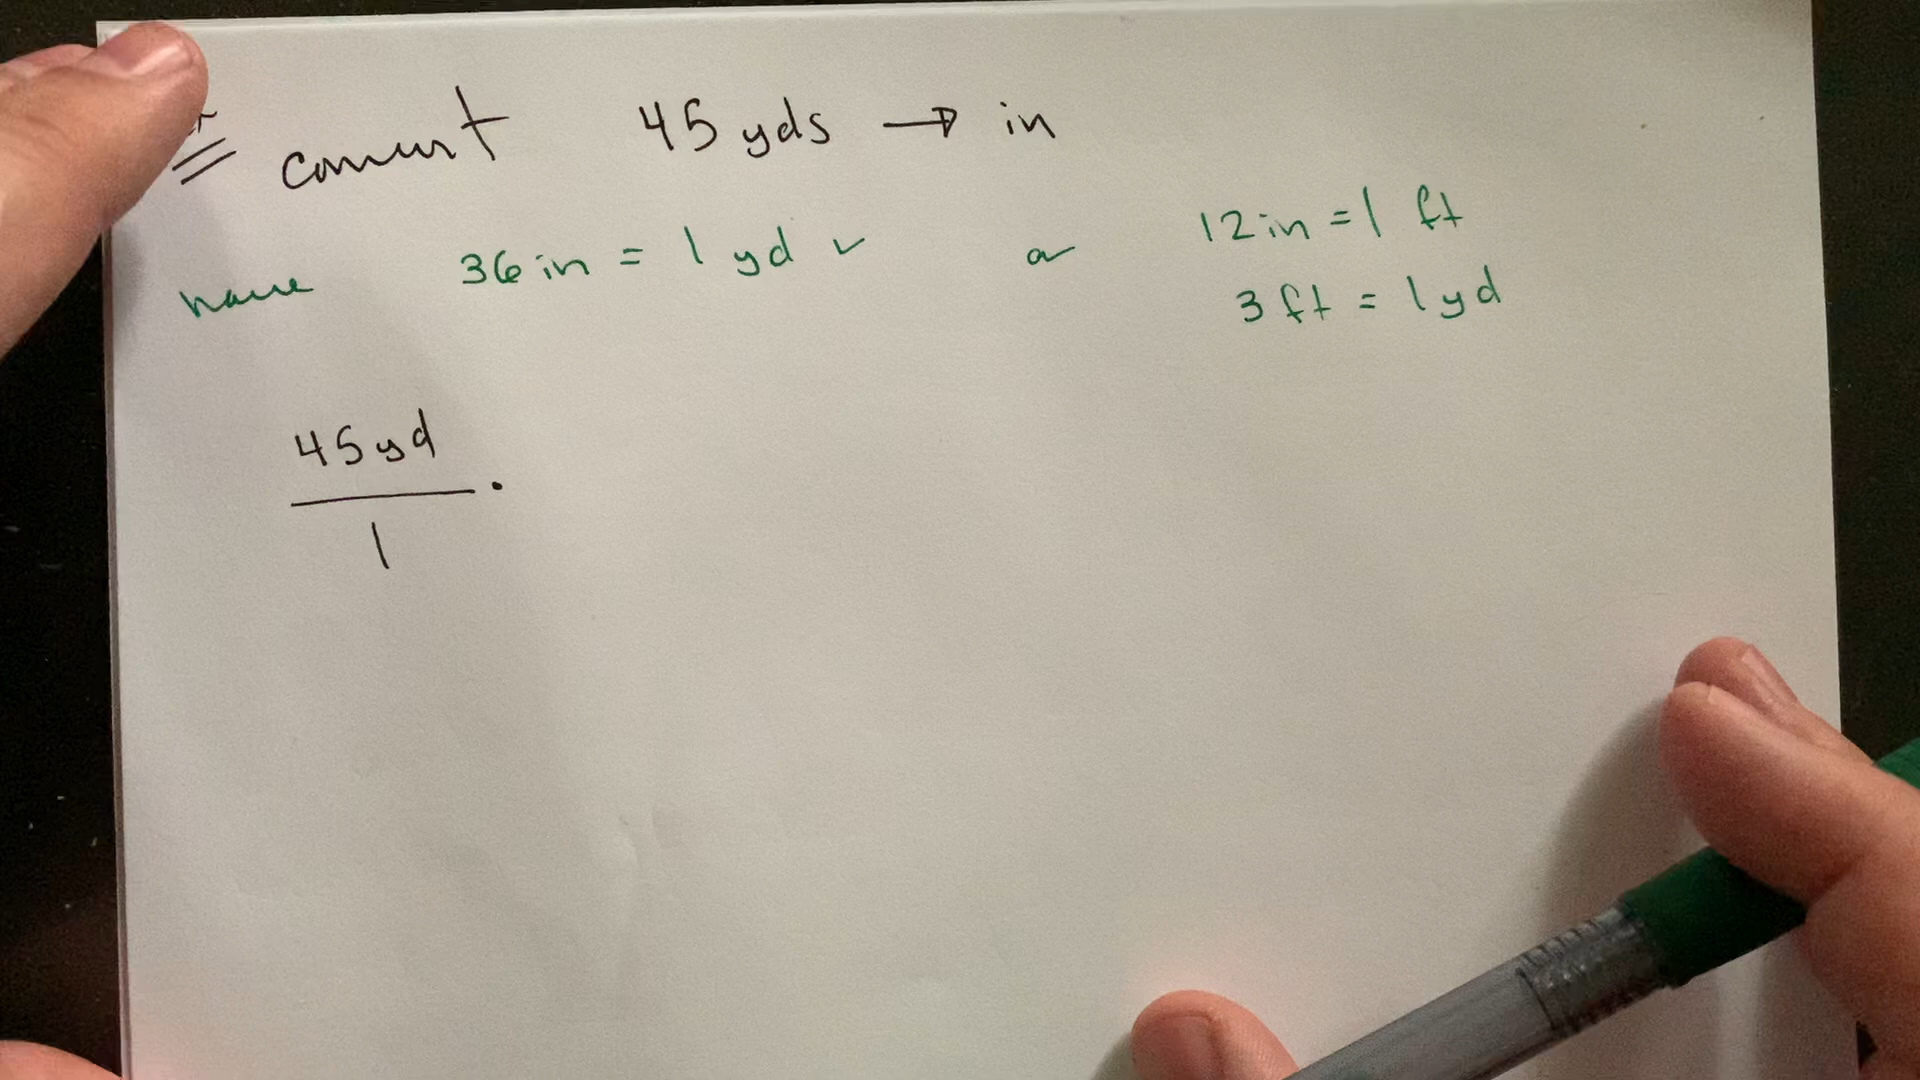 convert 45 yds → in
have 36 in = 1 yd ✓ or 12 in = 1 ft
3 ft = 1 yd
45 yd
1
·